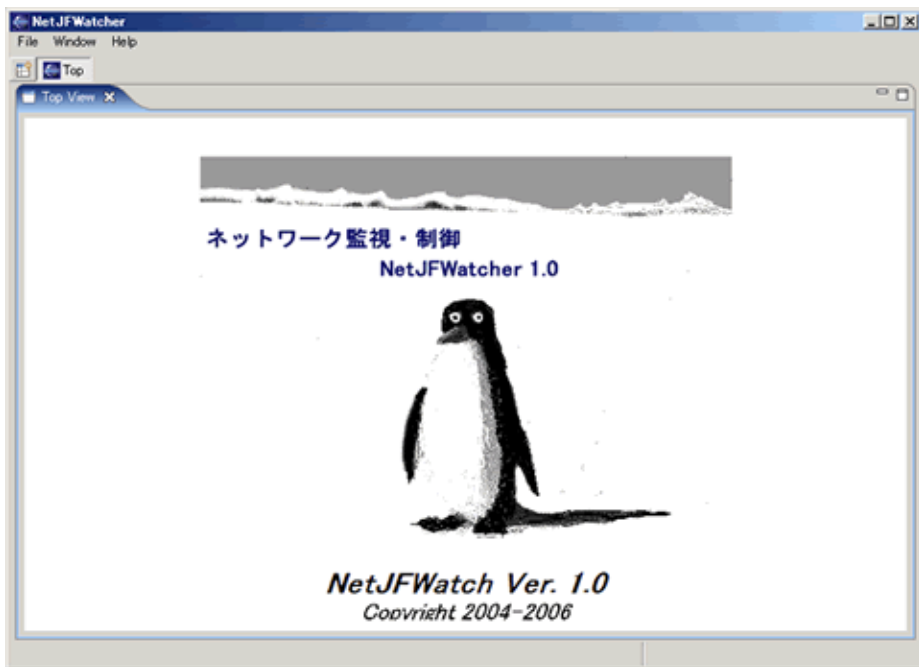 NetJFWatcher
File Window Help
Top
Top View
ネットワーク監視・制御
NetJFWatcher 1.0
NetJFWatch Ver. 1.0
Copyright 2004-2006